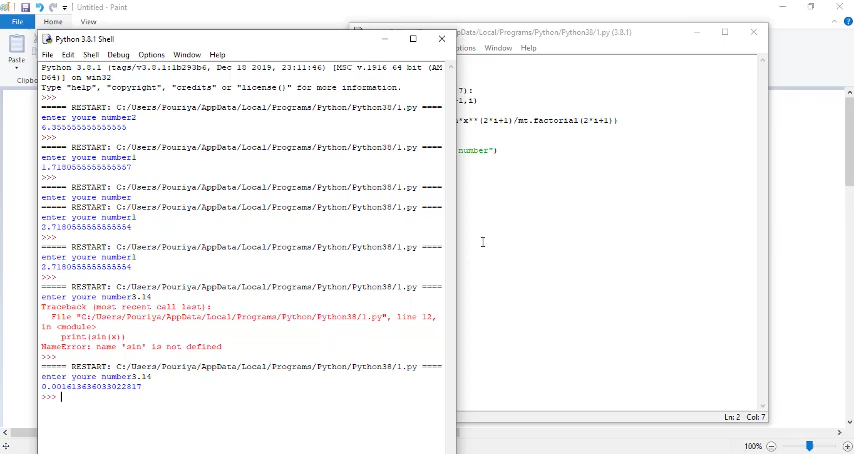 Untitled - Paint
File Home View
Paste
Clipbo
Python 3.8.1 Shell
File Edit Shell Debug Options Window Help
Python 3.8.1 (tags/v3.8.1:1b293b6, Dec 18 2019, 23:11:46) [MSC v.1916 64 bit (AM
D64)] on win32
Type "help", "copyright", "credits" or "license()" for more information.
>>>
===== RESTART: C:/Users/Pouriya/AppData/Local/Programs/Python/Python38/1.py ====
enter youre number2
6.355555555555555
>>>
===== RESTART: C:/Users/Pouriya/AppData/Local/Programs/Python/Python38/1.py ====
enter youre number1
1.7180555555555557
>>>
===== RESTART: C:/Users/Pouriya/AppData/Local/Programs/Python/Python38/1.py ====
enter youre number
===== RESTART: C:/Users/Pouriya/AppData/Local/Programs/Python/Python38/1.py ====
enter youre number1
2.7180555555555554
>>>
===== RESTART: C:/Users/Pouriya/AppData/Local/Programs/Python/Python38/1.py ====
enter youre number1
2.7180555555555554
>>>
===== RESTART: C:/Users/Pouriya/AppData/Local/Programs/Python/Python38/1.py ====
enter youre number3.14
Traceback (most recent call last):
File "C:/Users/Pouriya/AppData/Local/Programs/Python/Python38/1.py", line 12,
in <module>
print(sin(x))
NameError: name 'sin' is not defined
>>>
===== RESTART: C:/Users/Pouriya/AppData/Local/Programs/Python/Python38/1.py ====
enter youre number3.14
0.001613636033022817
>>>
AppData/Local/Programs/Python/Python38/1.py (3.8.1)
ptions Window Help
7):
+1,i)
*x**(2*i+1)/mt.factorial(2*i+1))
number")
Ln: 2 Col: 7
100%